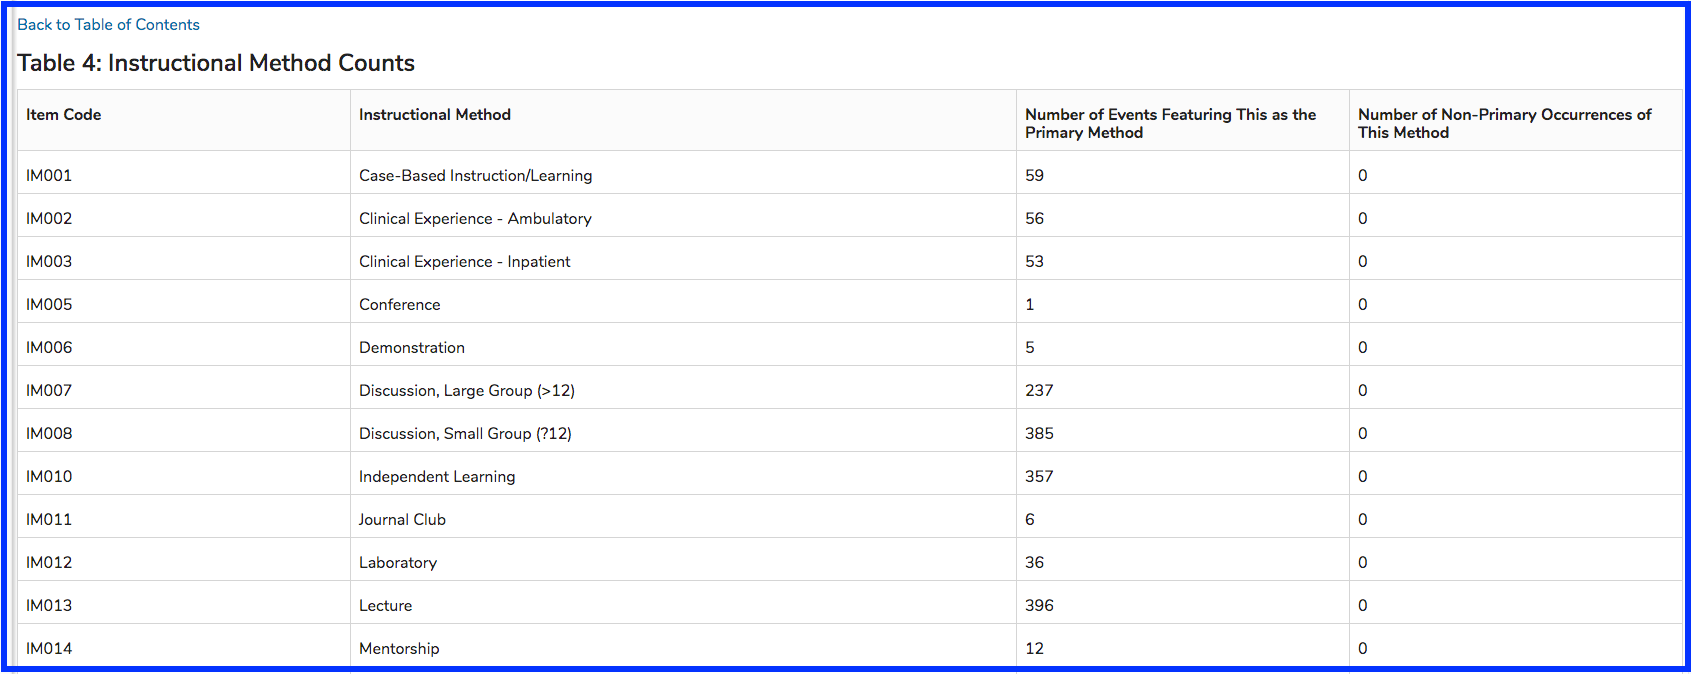 Back to Table of Contents
Table 4: Instructional Method Counts
Item Code Instructional Method Number of Events Featuring This as the Primary Method Number of Non-Primary Occurrences of This Method
IM001 Case-Based Instruction/Learning 59 0
IM002 Clinical Experience - Ambulatory 56 0
IM003 Clinical Experience - Inpatient 53 0
IM005 Conference 1 0
IM006 Demonstration 5 0
IM007 Discussion, Large Group (>12) 237 0
IM008 Discussion, Small Group (?12) 385 0
IM010 Independent Learning 357 0
IM011 Journal Club 6 0
IM012 Laboratory 36 0
IM013 Lecture 396 0
IM014 Mentorship 12 0